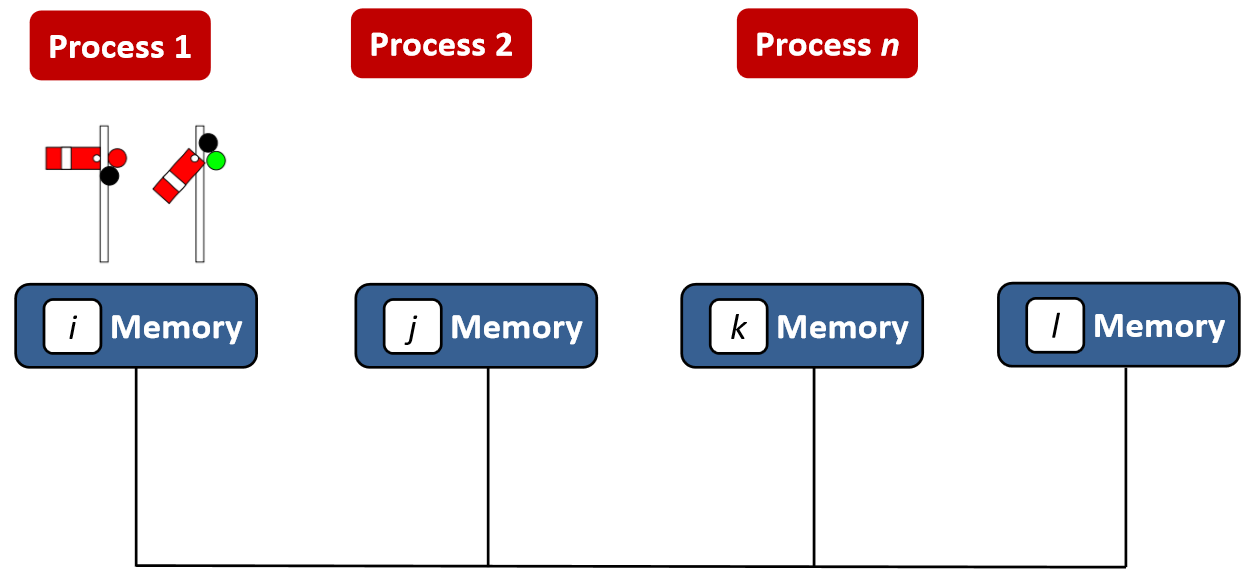 Process 1
Process 2
Process n
i Memory
j Memory
k Memory
l Memory